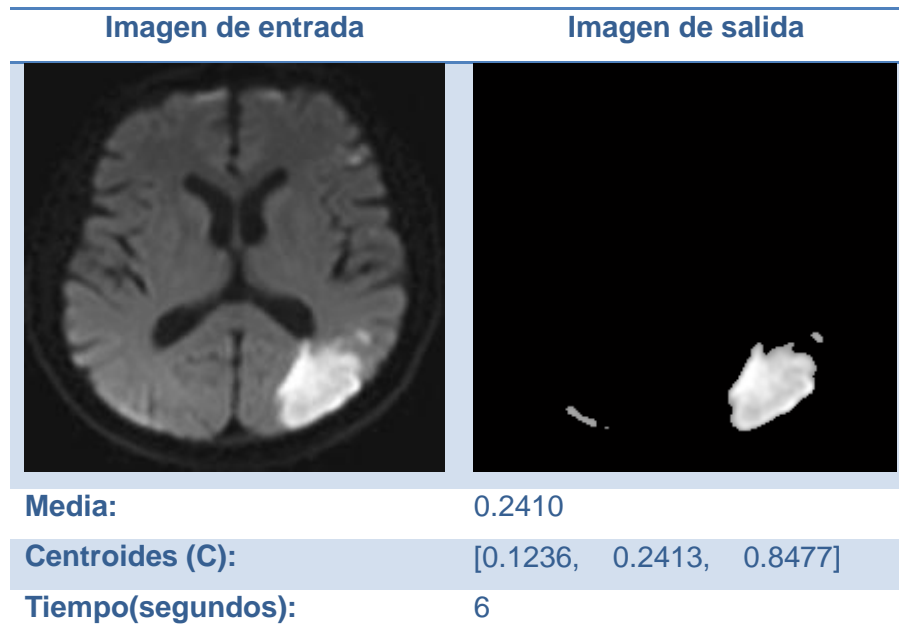 Imagen de entrada Imagen de salida
Media: 0.2410
Centroides (C): [0.1236, 0.2413, 0.8477]
Tiempo(segundos): 6